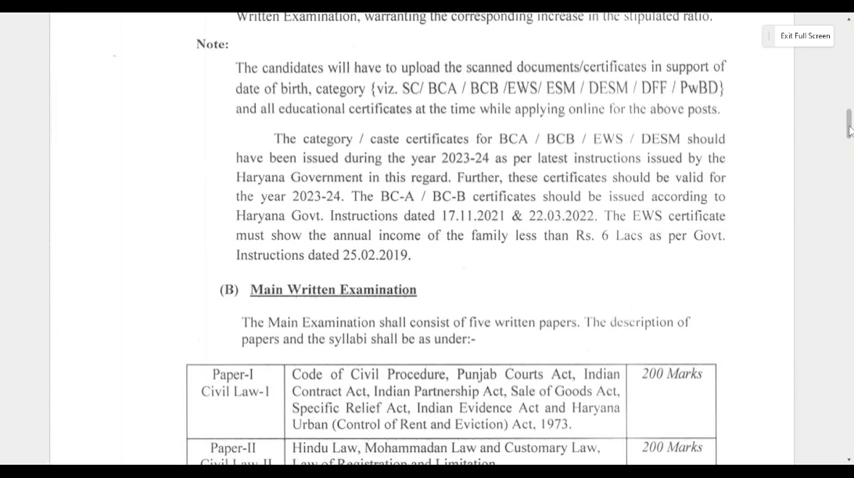 Written Examination, warranting the corresponding increase in the stipulated ratio.
Exit Full Screen
Note:
The candidates will have to upload the scanned documents/certificates in support of
date of birth, category {viz. SC/ BCA / BCB /EWS/ ESM / DESM / DFF / PwBD}
and all educational certificates at the time while applying online for the above posts.
The category / caste certificates for BCA / BCB / EWS / DESM should
have been issued during the year 2023-24 as per latest instructions issued by the
Haryana Government in this regard. Further, these certificates should be valid for
the year 2023-24. The BC-A / BC-B certificates should be issued according to
Haryana Govt. Instructions dated 17.11.2021 & 22.03.2022. The EWS certificate
must show the annual income of the family less than Rs. 6 Lacs as per Govt.
Instructions dated 25.02.2019.
(B) Main Written Examination
The Main Examination shall consist of five written papers. The description of
papers and the syllabi shall be as under:-
Paper-I
Civil Law-I
Code of Civil Procedure, Punjab Courts Act, Indian
Contract Act, Indian Partnership Act, Sale of Goods Act,
Specific Relief Act, Indian Evidence Act and Haryana
Urban (Control of Rent and Eviction) Act, 1973.
200 Marks
Paper-II
Civil Law-II
Hindu Law, Mohammadan Law and Customary Law,
Law of Registration and Limitation
200 Marks